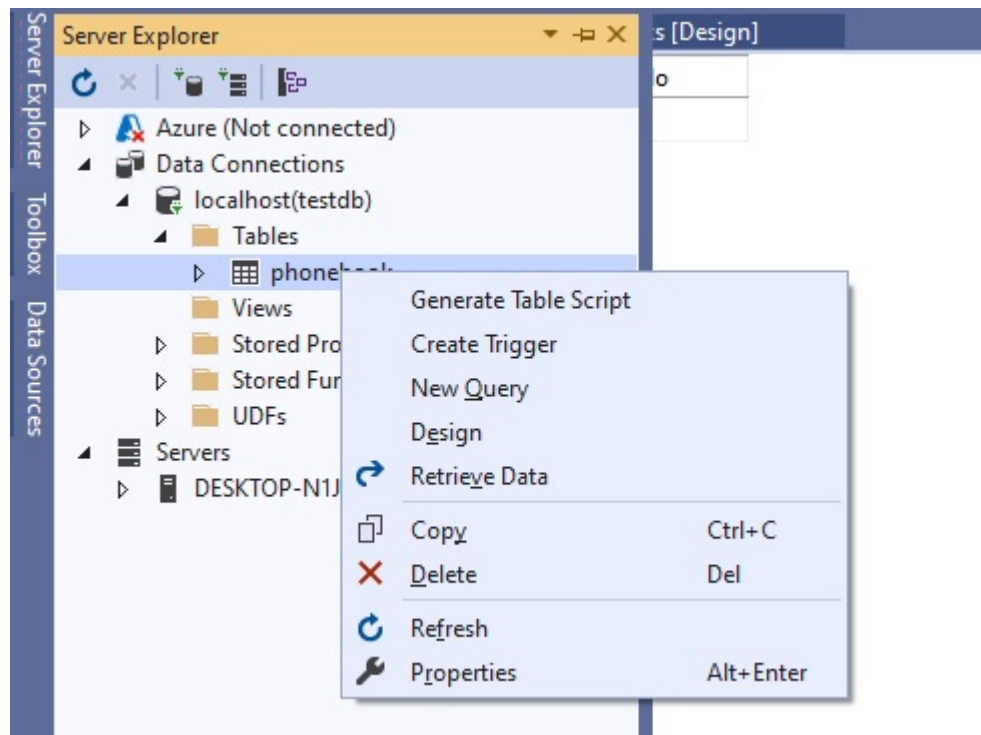 Server Explorer
Toolbox
Data Sources
Server Explorer
s [Design]
Azure (Not connected)
Data Connections
localhost(testdb)
Tables
Views
Stored Pro
Stored Fur
UDFs
Servers
DESKTOP-N1J
Generate Table Script
Create Trigger
New Query
Design
Retrieve Data
Copy Ctrl+C
Delete Del
Refresh
Properties Alt+Enter